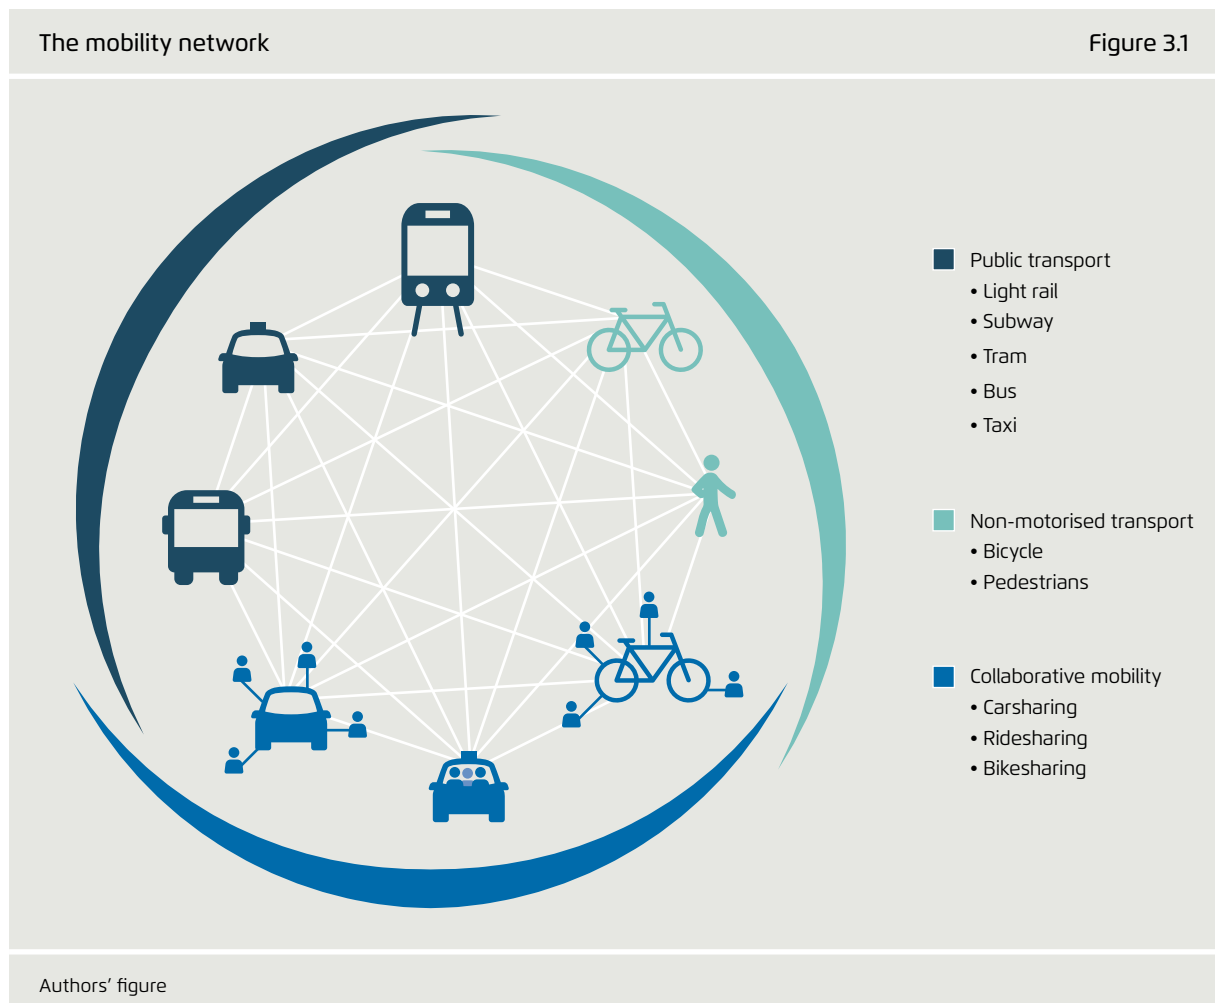 The mobility network
Figure 3.1
Public transport
• Light rail
• Subway
• Tram
• Bus
• Taxi
Non-motorised transport
• Bicycle
• Pedestrians
Collaborative mobility
• Carsharing
• Ridesharing
• Bikesharing
Authors’ figure